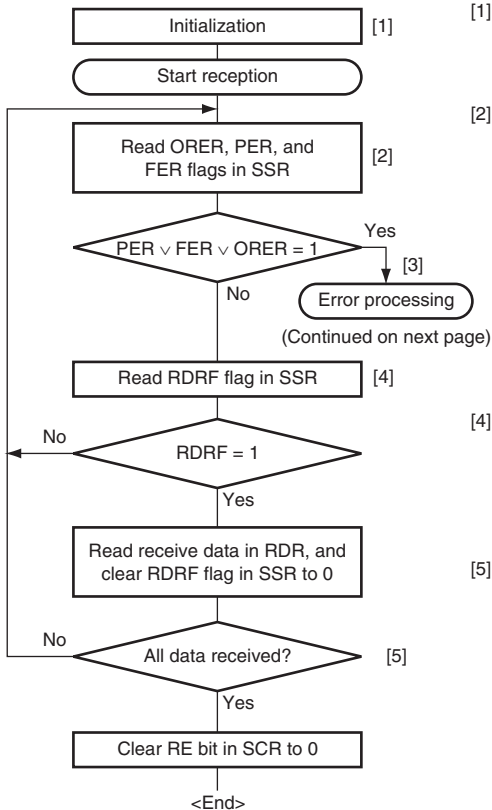 [1]
Initialization
[1]
Start reception
[2]
Read ORER, PER, and
FER flags in SSR
[2]
PER ∨ FER ∨ ORER = 1
Yes
[3]
No
Error processing
(Continued on next page)
Read RDRF flag in SSR
[4]
[4]
No
RDRF = 1
Yes
Read receive data in RDR, and
clear RDRF flag in SSR to 0
[5]
[5]
No
All data received?
[5]
Yes
Clear RE bit in SCR to 0
<End>